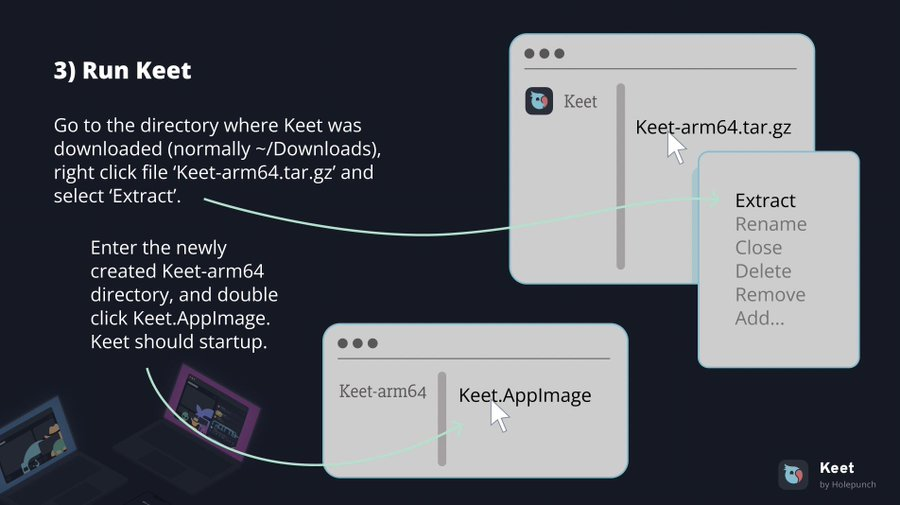 3) Run Keet
Go to the directory where Keet was
downloaded (normally ~/Downloads),
right click file ‘Keet-arm64.tar.gz’ and
select ‘Extract’.
Enter the newly
created Keet-arm64
directory, and double
click Keet.AppImage.
Keet should startup.
Keet
Keet-arm64.tar.gz
Extract
Rename
Close
Delete
Remove
Add...
Keet-arm64
Keet.AppImage
Keet
by Holepunch